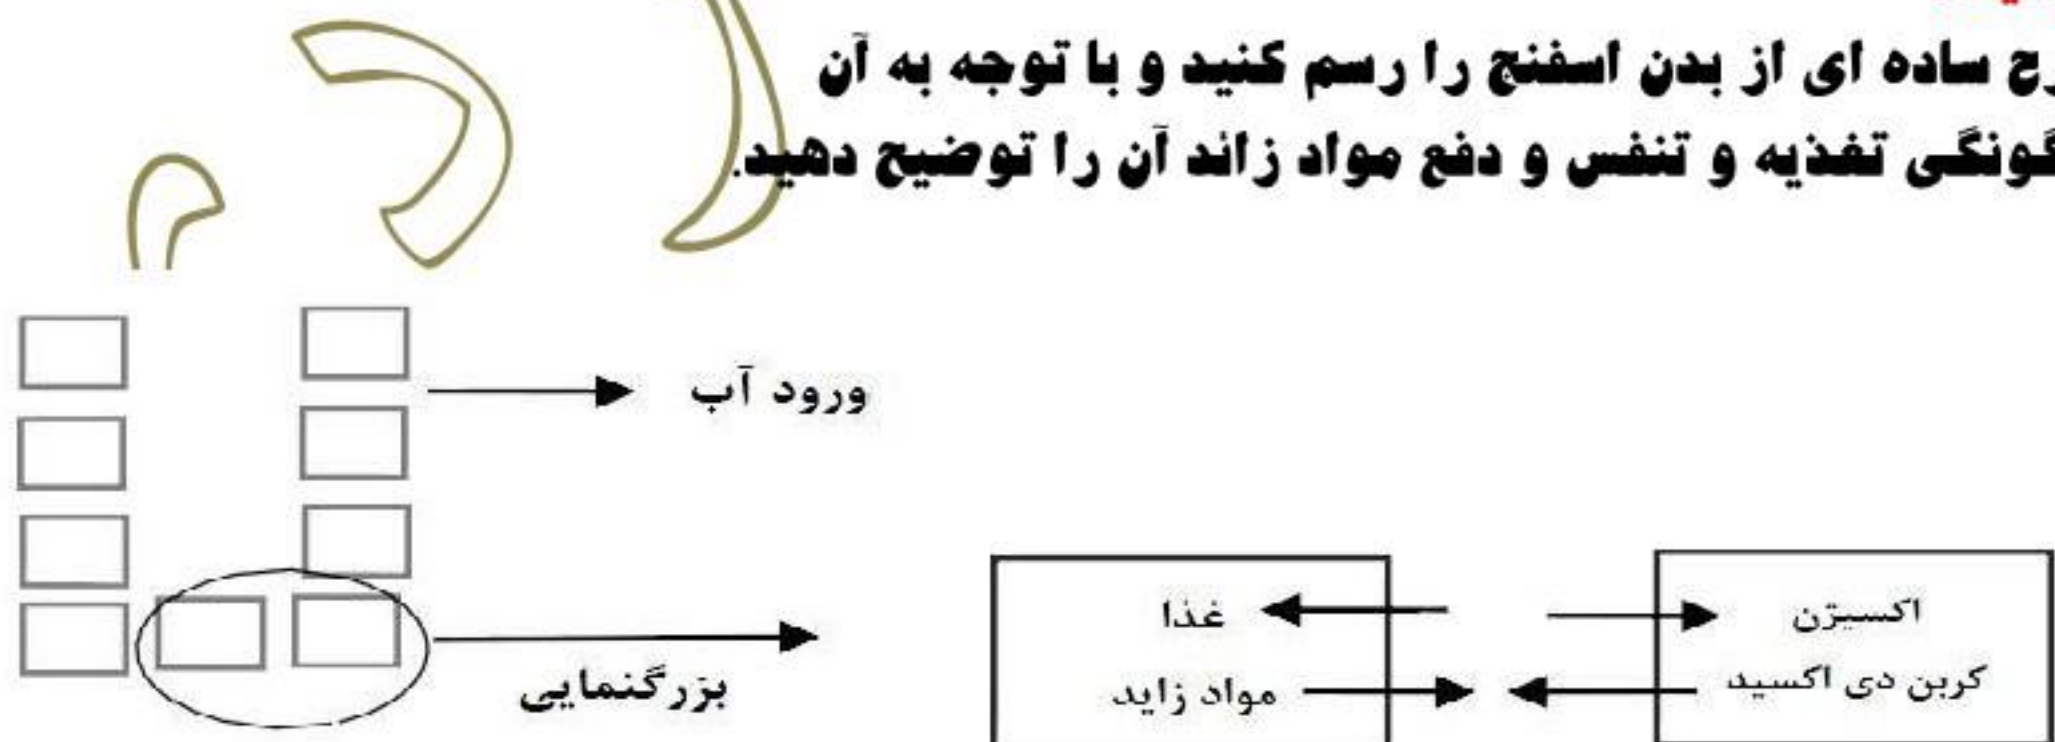 ح ساده ای از بدن اسفنج را رسم کنید و با توجه به آن
گونگی تغذیه و تنفس و دفع مواد زائد آن را توضیح دهید.
ورود آب
بزرگنمایی
اکسیژن
غذا
کربن دی اکسید
مواد زاید